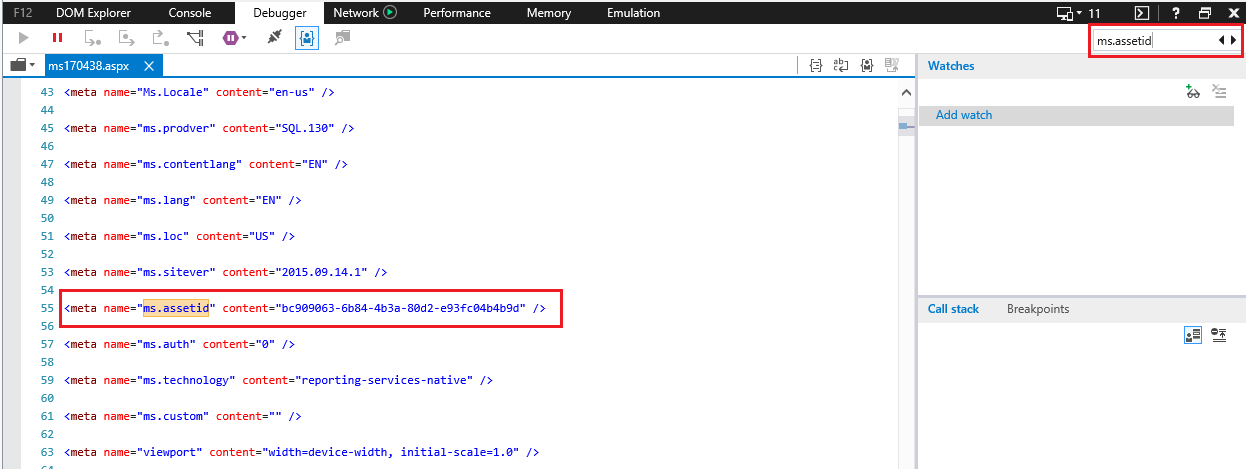 F12 DOM Explorer Console Debugger Network Performance Memory Emulation 11 ? X
ms.assetid
ms170438.aspx X
Watches
Add watch
43 <meta name="Ms.Locale" content="en-us" />
44
45 <meta name="ms.prodver" content="SQL.130" />
46
47 <meta name="ms.contentlang" content="EN" />
48
49 <meta name="ms.lang" content="EN" />
50
51 <meta name="ms.loc" content="US" />
52
53 <meta name="ms.sitever" content="2015.09.14.1" />
54
55 <meta name="ms.assetid" content="bc909063-6b84-4b3a-80d2-e93fc04b4b9d" />
56
57 <meta name="ms.auth" content="0" />
58
59 <meta name="ms.technology" content="reporting-services-native" />
60
61 <meta name="ms.custom" content="" />
62
63 <meta name="viewport" content="width=device-width, initial-scale=1.0" />
64
Call stack Breakpoints